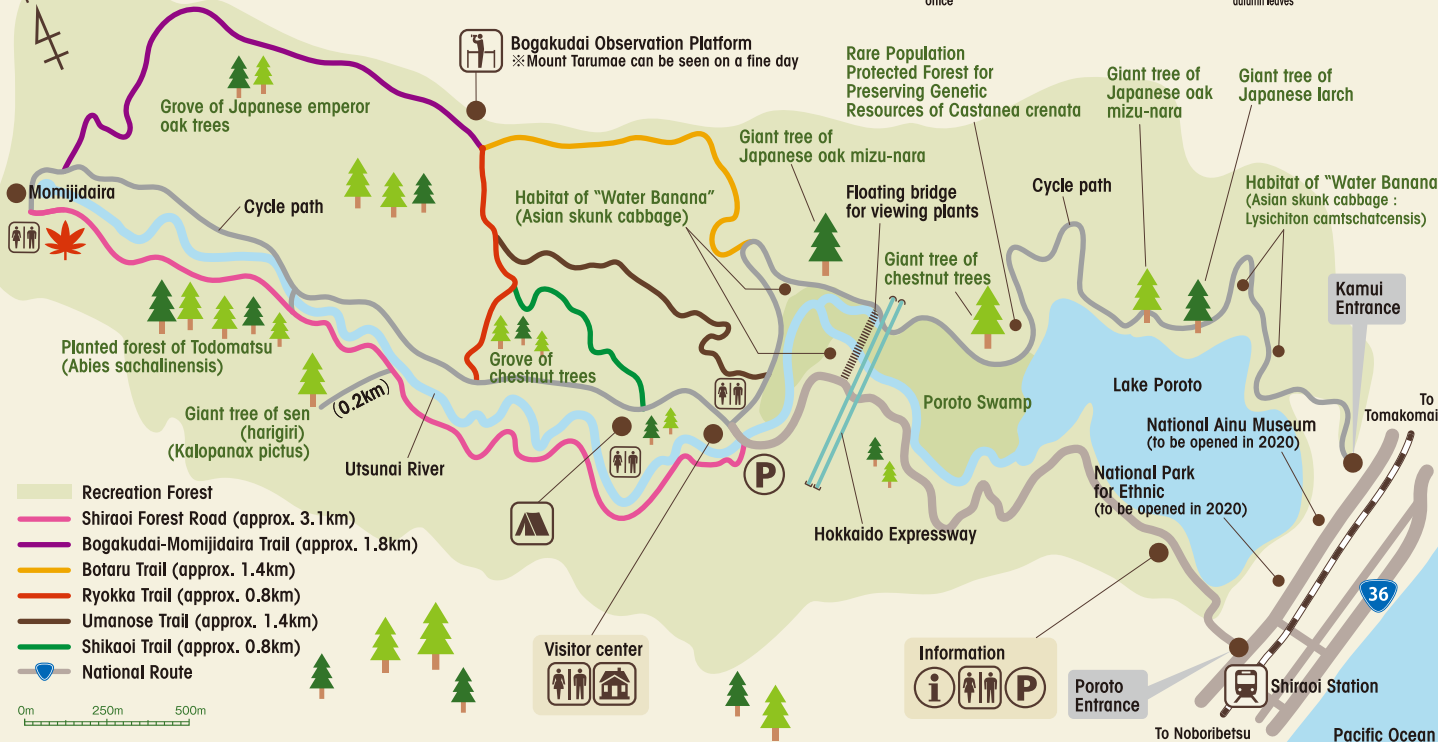 office
autumn leaves
4
Bogakudai Observation Platform
※Mount Tarumae can be seen on a fine day
Grove of Japanese emperor
oak trees
Rare Population
Protected Forest for
Preserving Genetic
Resources of Castanea crenata
Giant tree of
Japanese oak
mizu-nara
Giant tree of
Japanese larch
Giant tree of
Japanese oak mizu-nara
Momijidaira
Cycle path
Habitat of "Water Banana"
(Asian skunk cabbage)
Floating bridge
for viewing plants
Cycle path
Habitat of "Water Banana
(Asian skunk cabbage :
Lysichiton camtschatcensis)
Giant tree of
chestnut trees
Kamui
Entrance
Planted forest of Todomatsu
(Abies sachalinensis)
Grove of
chestnut trees
(0.2km)
Giant tree of sen
(harigiri)
(Kalopanax pictus)
Utsunai River
Poroto Swamp
Lake Poroto
To
Tomakomai
National Ainu Museum
(to be opened in 2020)
National Park
for Ethnic
(to be opened in 2020)
P
Hokkaido Expressway
Recreation Forest
Shiraoi Forest Road (approx. 3.1km)
Bogakudai-Momijidaira Trail (approx. 1.8km)
Botaru Trail (approx. 1.4km)
Ryokka Trail (approx. 0.8km)
Umanose Trail (approx. 1.4km)
Shikaoi Trail (approx. 0.8km)
National Route
0m 250m 500m
Visitor center
Information
i P
Poroto
Entrance
36
Shiraoi Station
To Noboribetsu
Pacific Ocean